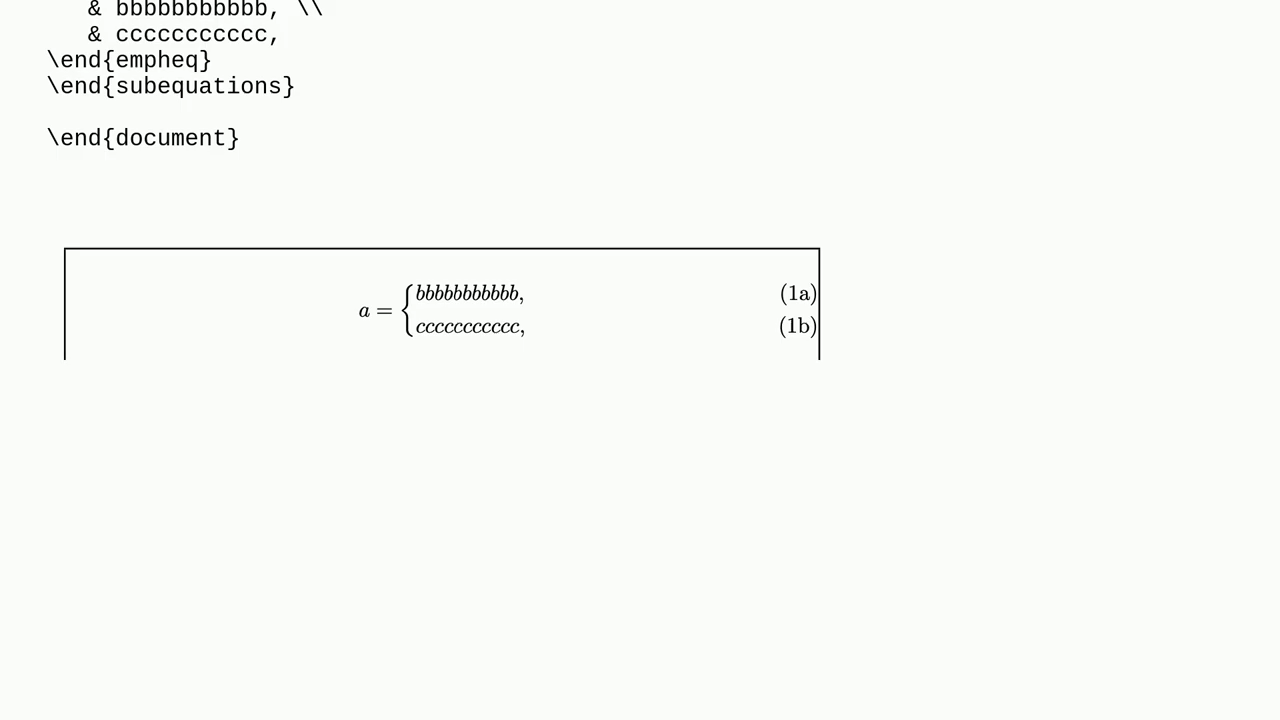 & bbbbbbbbbbb, \\
& ccccccccccc,
\end{empheq}
\end{subequations}
\end{document}
a = { bbbbbbbbbbb, (1a)
ccccccccccc, (1b)